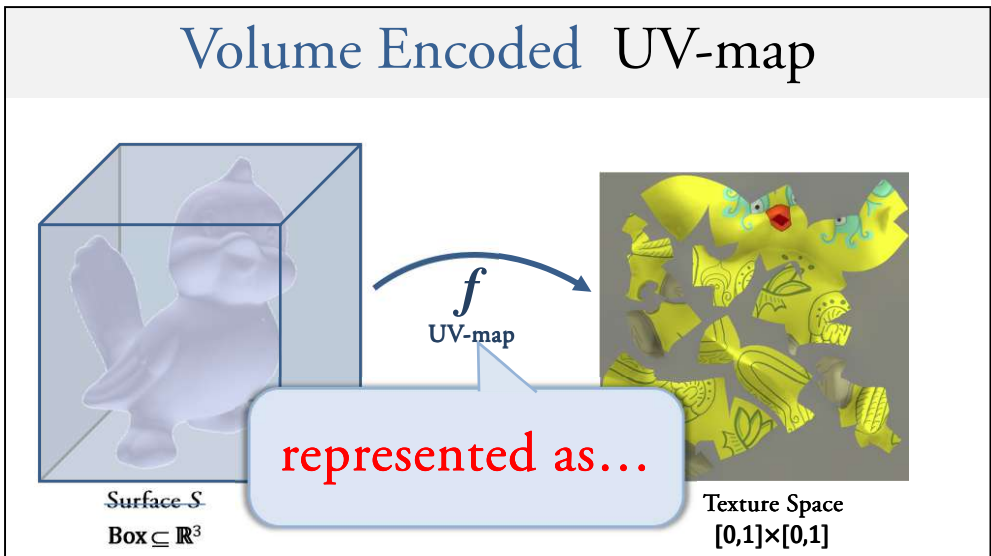 Volume Encoded UV-map
f
UV-map
represented as...
Surface S
Box ⊆ ℝ³
Texture Space
[0,1]×[0,1]